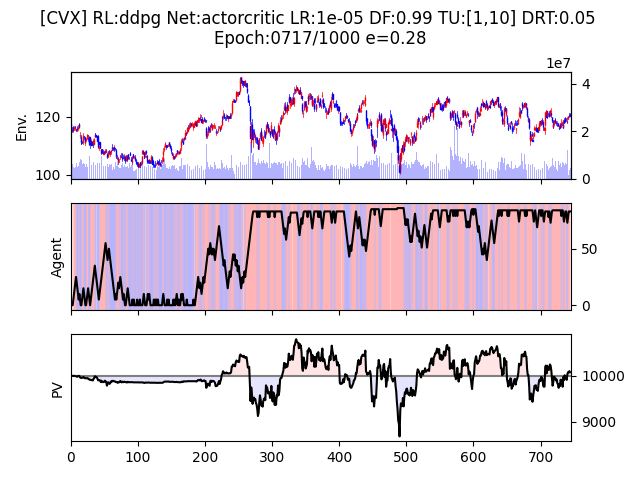 [CVX] RL:ddpg Net:actorcritic LR:1e-05 DF:0.99 TU:[1,10] DRT:0.05
Epoch:0717/1000 e=0.28
1e7
Env.
120
100
4
2
0
Agent
50
0
PV
10000
9000
0 100 200 300 400 500 600 700